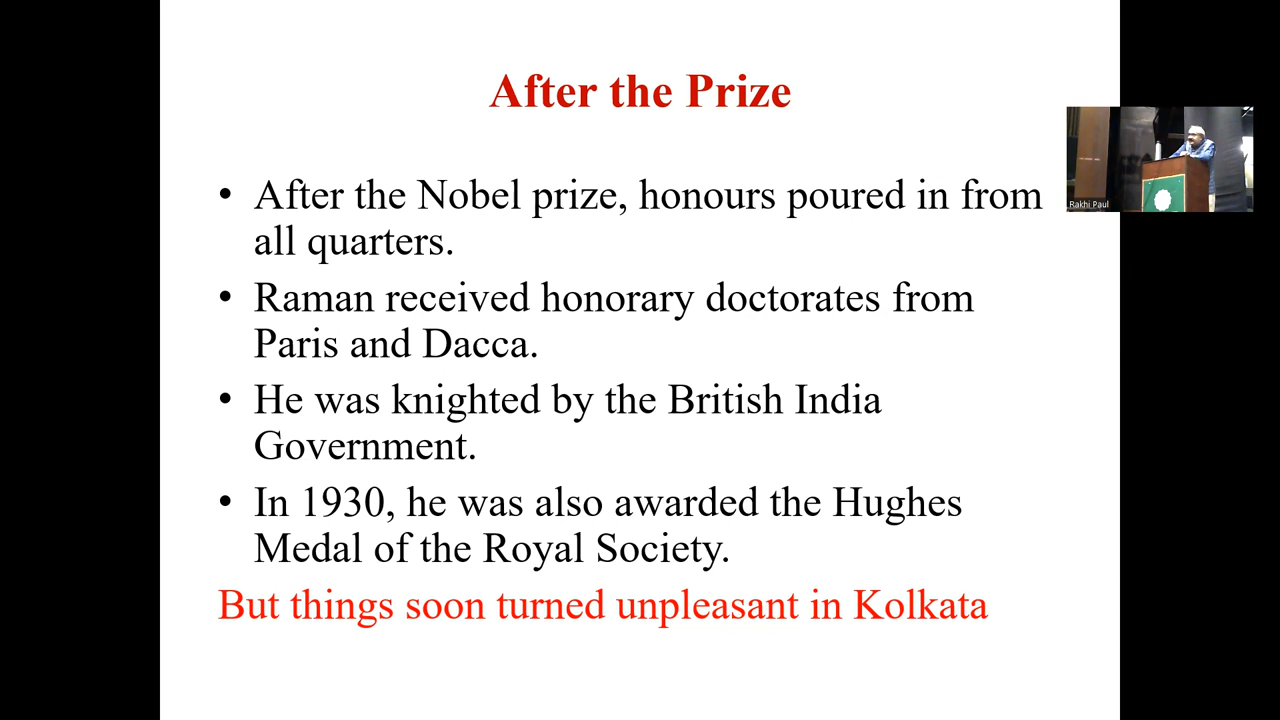 After the Prize
• After the Nobel prize, honours poured in from
all quarters.
• Raman received honorary doctorates from
Paris and Dacca.
• He was knighted by the British India
Government.
• In 1930, he was also awarded the Hughes
Medal of the Royal Society.
But things soon turned unpleasant in Kolkata
Rakhi Paul